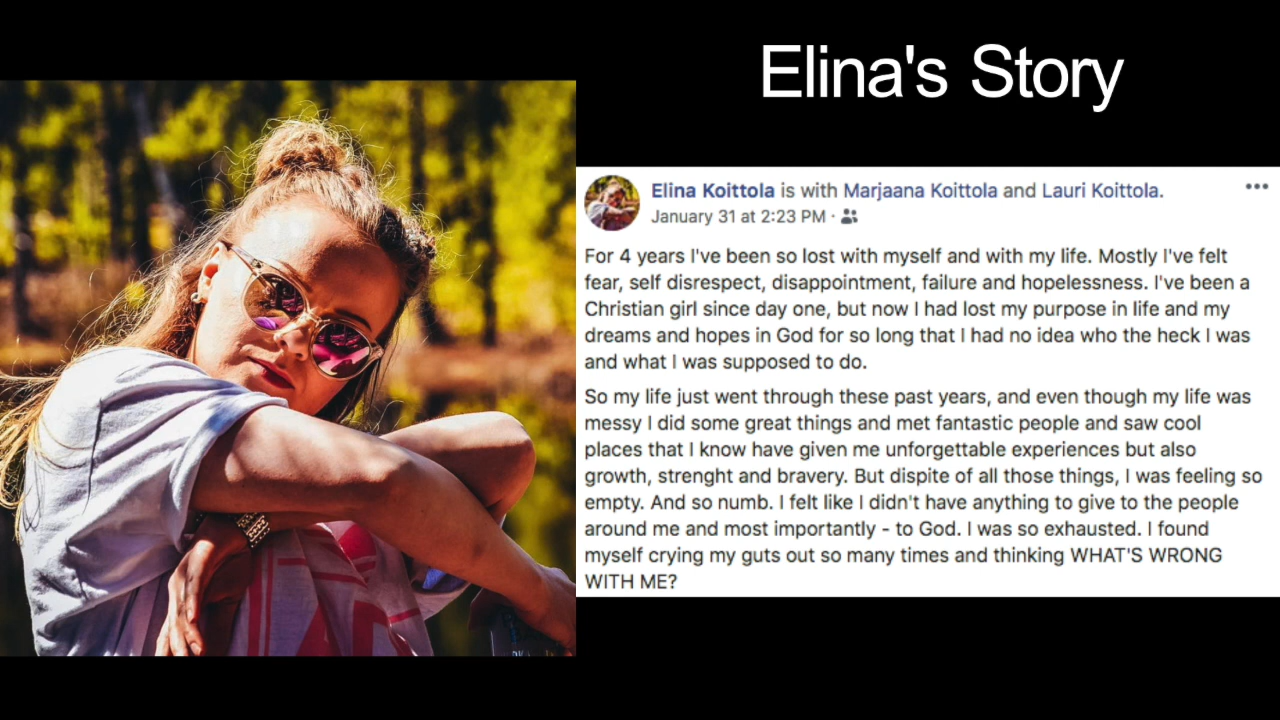 Elina's Story
Elina Koittola is with Marjaana Koittola and Lauri Koittola.
January 31 at 2:23 PM ·
For 4 years I've been so lost with myself and with my life. Mostly I've felt
fear, self disrespect, disappointment, failure and hopelessness. I've been a
Christian girl since day one, but now I had lost my purpose in life and my
dreams and hopes in God for so long that I had no idea who the heck I was
and what I was supposed to do.
So my life just went through these past years, and even though my life was
messy I did some great things and met fantastic people and saw cool
places that I know have given me unforgettable experiences but also
growth, strenght and bravery. But dispite of all those things, I was feeling so
empty. And so numb. I felt like I didn't have anything to give to the people
around me and most importantly - to God. I was so exhausted. I found
myself crying my guts out so many times and thinking WHAT'S WRONG
WITH ME?